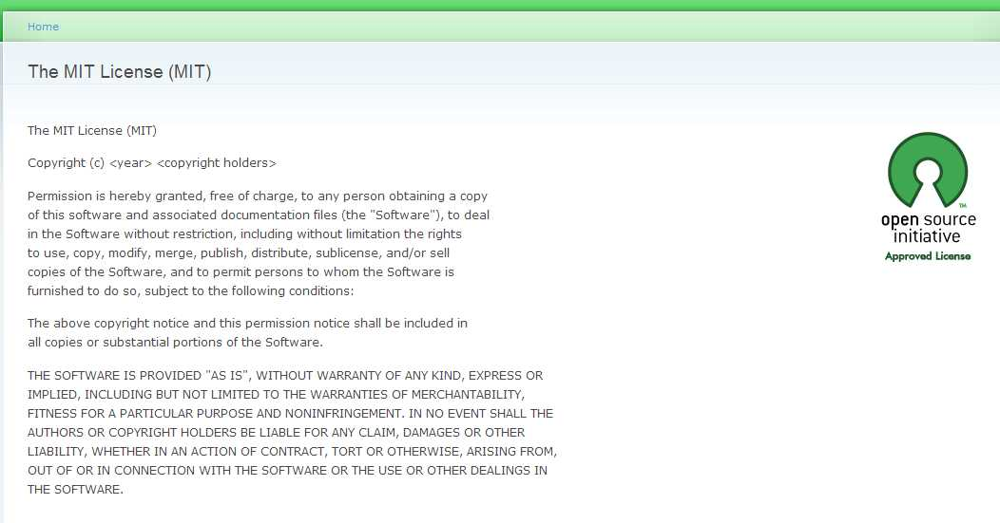 Home
The MIT License (MIT)
The MIT License (MIT)
Copyright (c) <year> <copyright holders>
Permission is hereby granted, free of charge, to any person obtaining a copy
of this software and associated documentation files (the "Software"), to deal
in the Software without restriction, including without limitation the rights
to use, copy, modify, merge, publish, distribute, sublicense, and/or sell
copies of the Software, and to permit persons to whom the Software is
furnished to do so, subject to the following conditions:
The above copyright notice and this permission notice shall be included in
all copies or substantial portions of the Software.
THE SOFTWARE IS PROVIDED "AS IS", WITHOUT WARRANTY OF ANY KIND, EXPRESS OR
IMPLIED, INCLUDING BUT NOT LIMITED TO THE WARRANTIES OF MERCHANTABILITY,
FITNESS FOR A PARTICULAR PURPOSE AND NONINFRINGEMENT. IN NO EVENT SHALL THE
AUTHORS OR COPYRIGHT HOLDERS BE LIABLE FOR ANY CLAIM, DAMAGES OR OTHER
LIABILITY, WHETHER IN AN ACTION OF CONTRACT, TORT OR OTHERWISE, ARISING FROM,
OUT OF OR IN CONNECTION WITH THE SOFTWARE OR THE USE OR OTHER DEALINGS IN
THE SOFTWARE.
TM
open source
initiative
Approved License